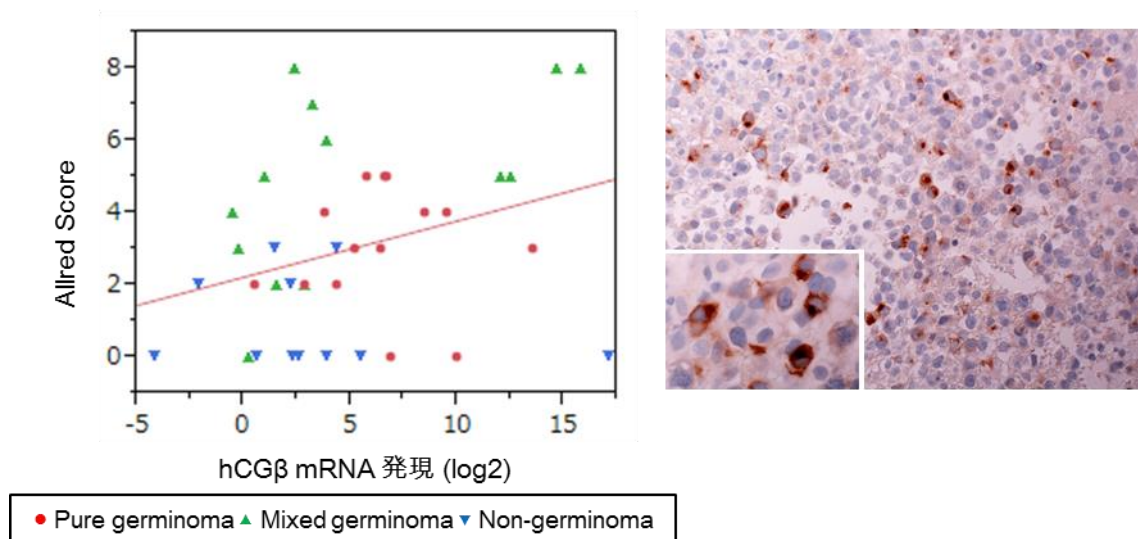 Allred Score
8
6
4
2
0
-5 0 5 10 15
hCGβ mRNA 発現 (log2)
Pure germinoma Mixed germinoma Non-germinoma